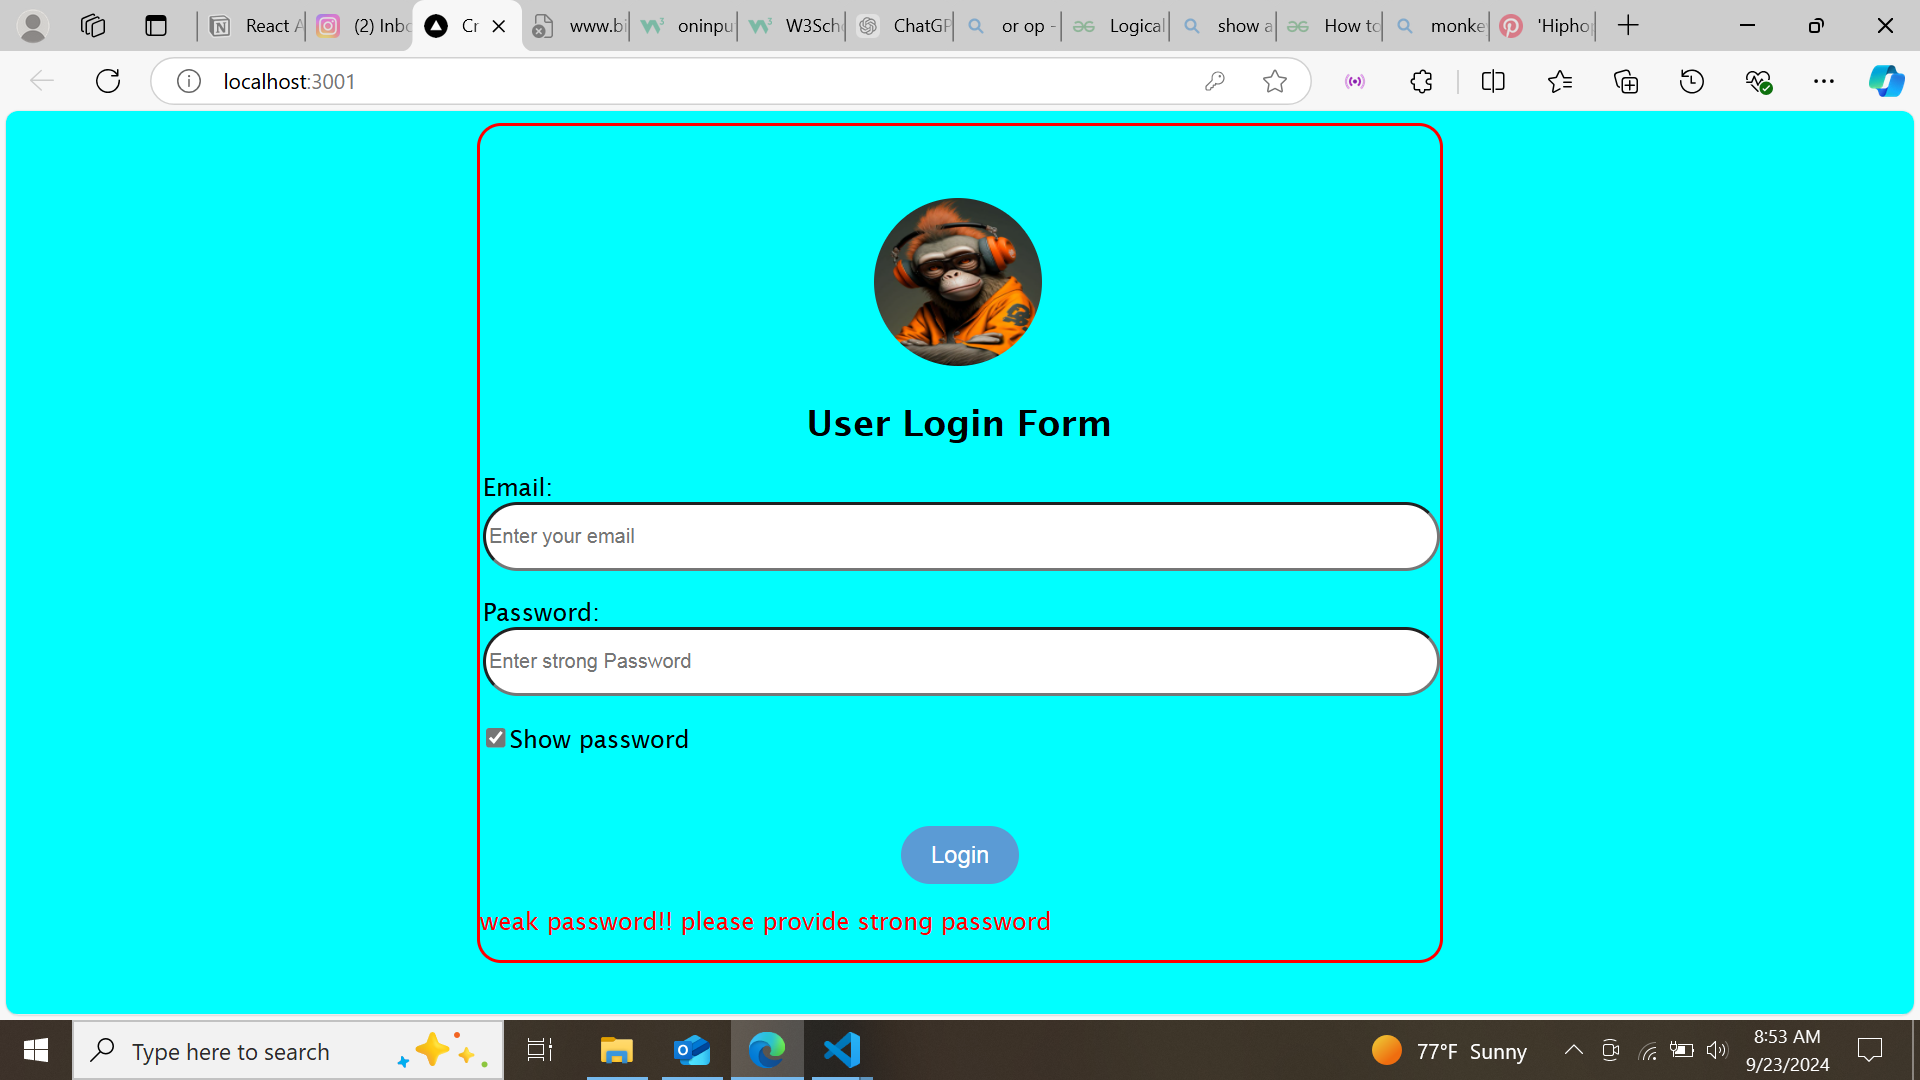 React A
(2) Inbo
Cr
www.bi
oninpu
W3Scho
ChatGP
or op -
Logical
show a
How to
monke
'Hipho
localhost:3001
User Login Form
Email:
Enter your email
Password:
Enter strong Password
Show password
Login
weak password!! please provide strong password
Type here to search
77°F Sunny
8:53 AM
9/23/2024